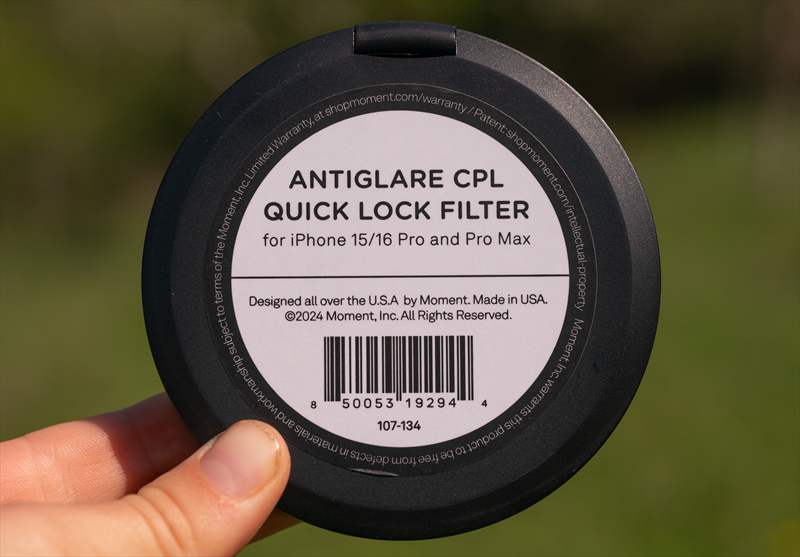 ANTIGLARE CPL
QUICK LOCK FILTER
for iPhone 15/16 Pro and Pro Max
Designed all over the U.S.A by Moment. Made in USA.
©2024 Moment, Inc. All Rights Reserved.
8 50053 19294 4
107-134
Moment, Inc. warrants this product to be free from defects in materials and workmanship subject to terms of the Moment, Inc. Limited Warranty, at shopmoment.com/warranty / Patent: shopmoment.com/intellectual-property